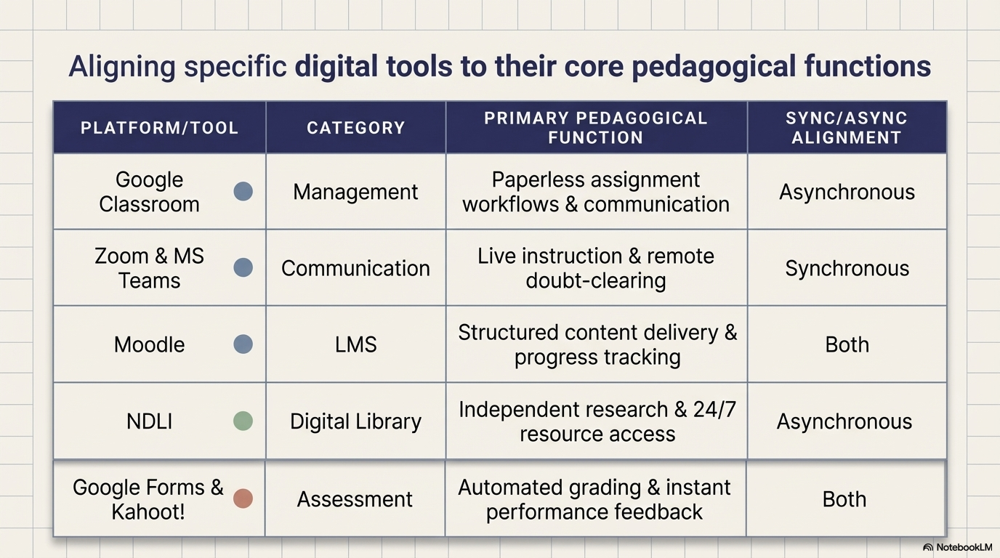 Aligning specific digital tools to their core pedagogical functions
PLATFORM/TOOL
CATEGORY
PRIMARY PEDAGOGICAL
FUNCTION
SYNC/ASYNC
ALIGNMENT
Google
Classroom
Management
Paperless assignment
workflows & communication
Asynchronous
Zoom & MS
Teams
Communication
Live instruction & remote
doubt-clearing
Synchronous
Moodle
LMS
Structured content delivery &
progress tracking
Both
NDLI
Digital Library
Independent research & 24/7
resource access
Asynchronous
Google Forms &
Kahoot!
Assessment
Automated grading & instant
performance feedback
Both
NotebookLM